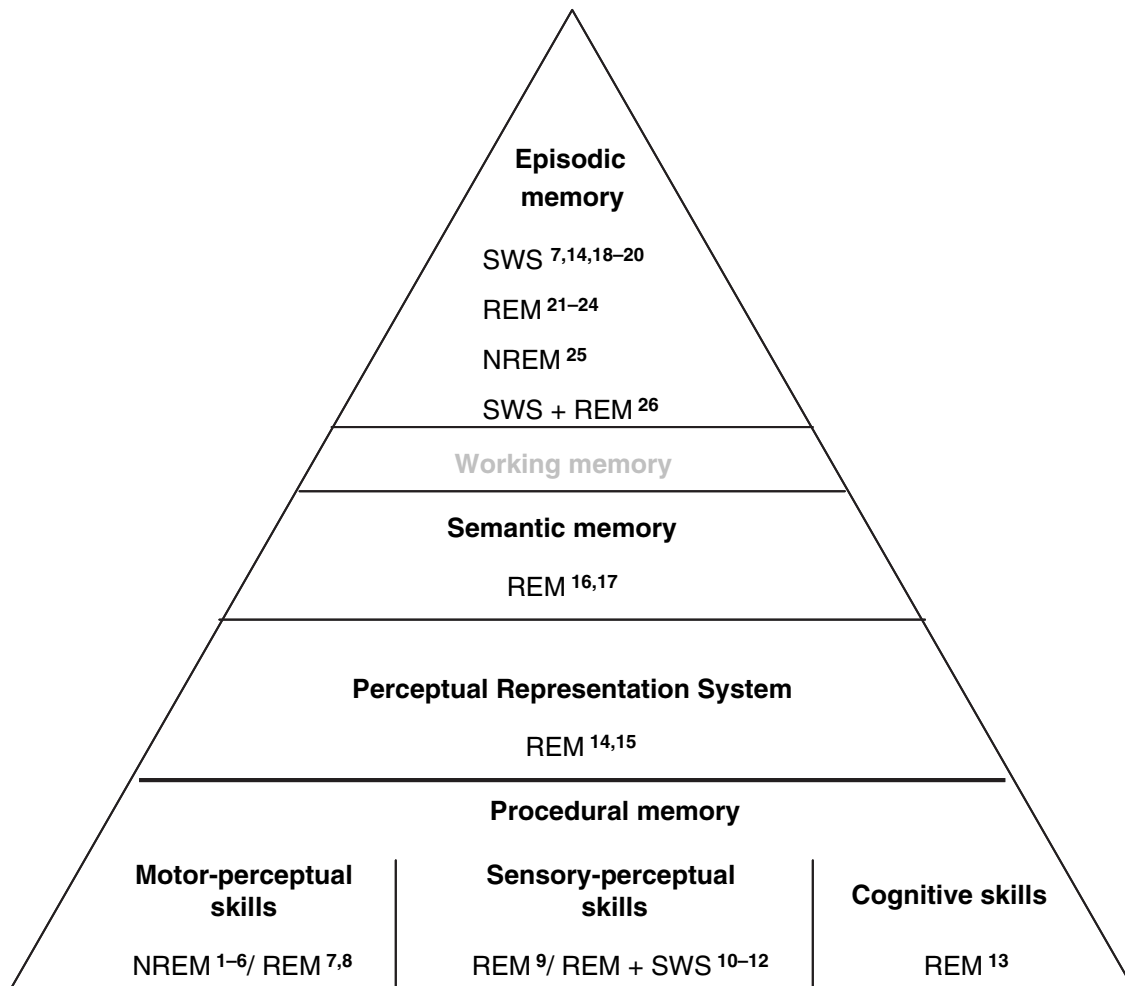 Episodic
memory
SWS 7,14,18–20
REM 21–24
NREM 25
SWS + REM 26
Working memory
Semantic memory
REM 16,17
Perceptual Representation System
REM 14,15
Procedural memory
Motor-perceptual
skills
NREM 1–6/ REM 7,8
Sensory-perceptual
skills
REM 9/ REM + SWS 10–12
Cognitive skills
REM 13